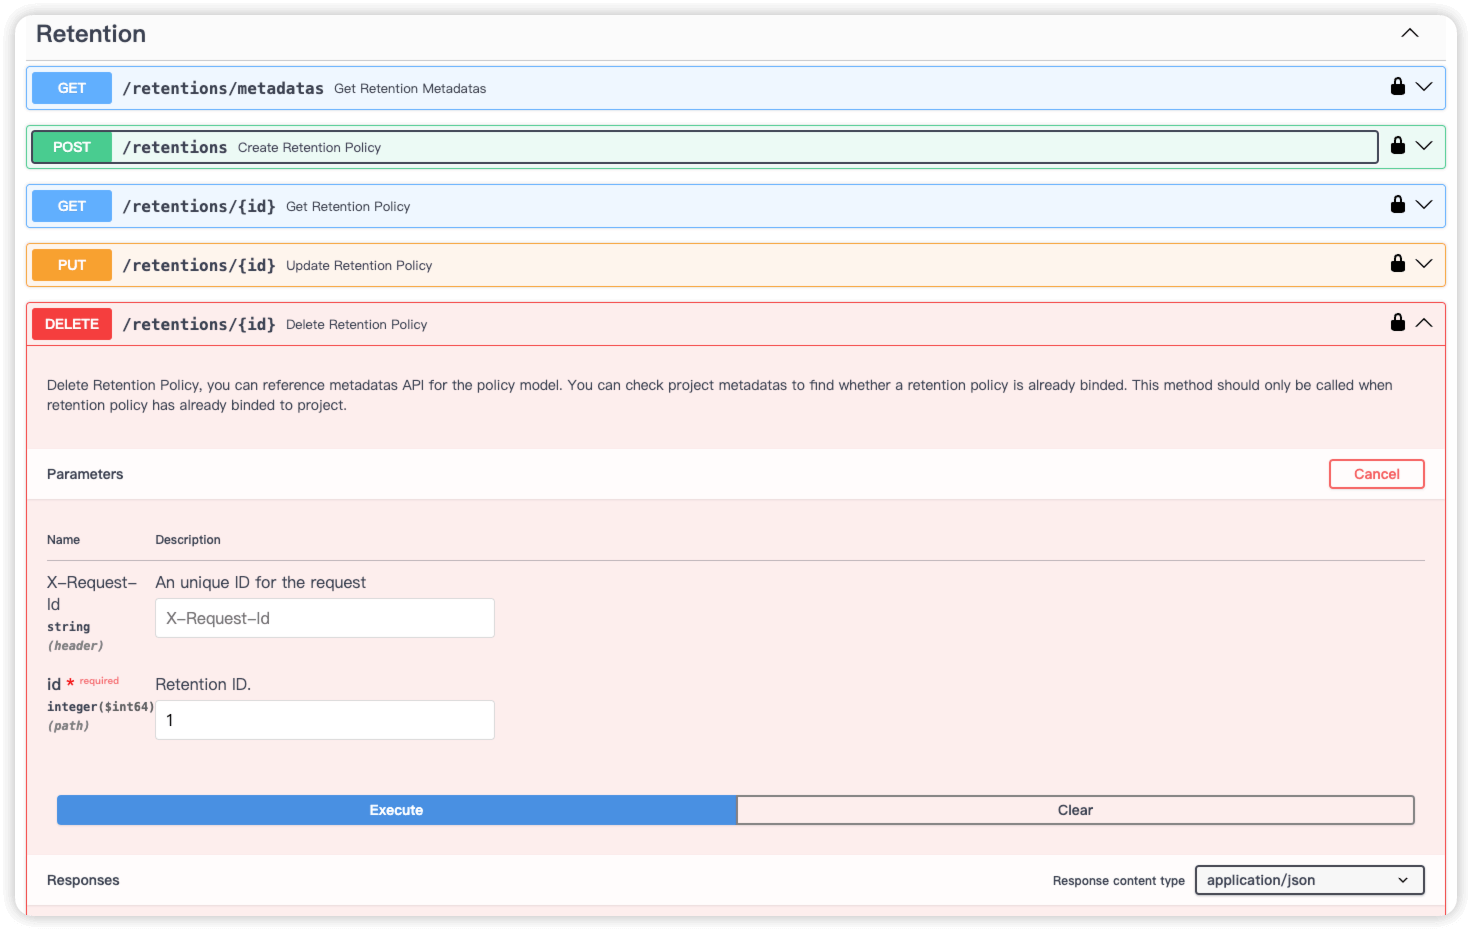 Retention
GET /retentions/metadatas Get Retention Metadatas
POST /retentions Create Retention Policy
GET /retentions/{id} Get Retention Policy
PUT /retentions/{id} Update Retention Policy
DELETE /retentions/{id} Delete Retention Policy
Delete Retention Policy, you can reference metadatas API for the policy model. You can check project metadatas to find whether a retention policy is already binded. This method should only be called when
retention policy has already binded to project.
Parameters Cancel
Name Description
X-Request- An unique ID for the request
Id
string X-Request-Id
(header)
id * required Retention ID.
integer($int64) 1
(path)
Execute Clear
Responses Response content type application/json